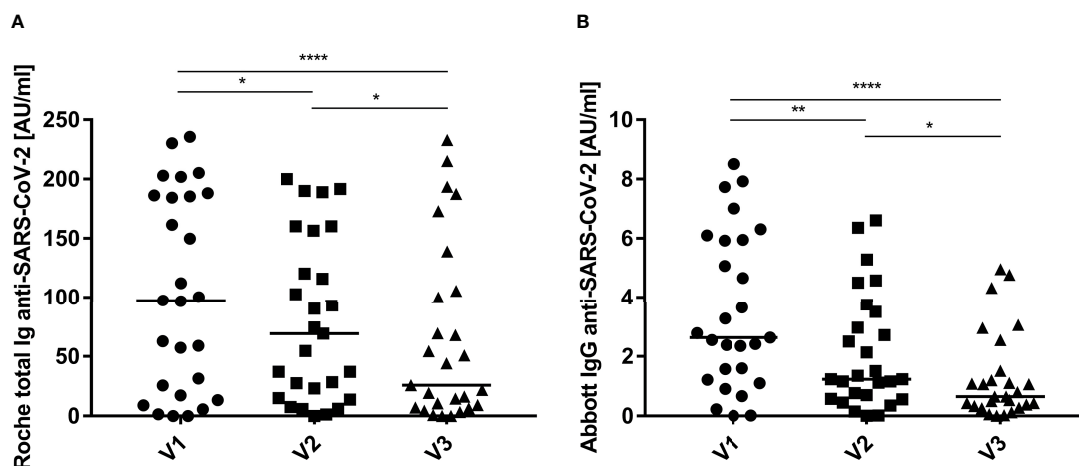 A
B
Roche total Ig anti-SARS-CoV-2 [AU/ml]
****
*
*
250
200
150
100
50
0
V1
V2
V3
Abbott IgG anti-SARS-CoV-2 [AU/ml]
****
**
*
10
8
6
4
2
0
V1
V2
V3